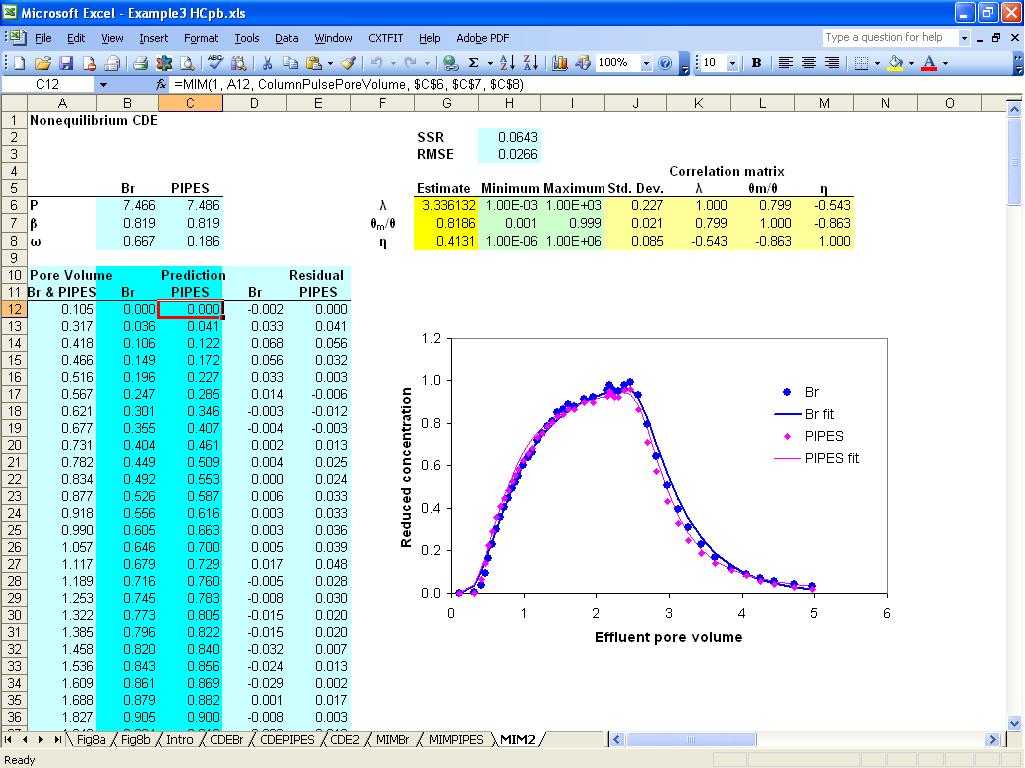 Microsoft Excel - Example3 HCpb.xls
File Edit View Insert Format Tools Data Window CXTFIT Help Adobe PDF
Type a question for help
100% 10 B A
C12 fx =MIM(1, A12, ColumnPulsePoreVolume, $C$6, $C$7, $C$8)
A B C D E F G H I J K L M N O
1 Nonequilibrium CDE
2 SSR 0.0643
3 RMSE 0.0266
4 Correlation matrix
5 Br PIPES Estimate Minimum Maximum Std. Dev. λ θm/θ η
6 P 7.466 7.486 λ 3.336132 1.00E-03 1.00E+03 0.227 1.000 0.799 -0.543
7 β 0.819 0.819 θm/θ 0.8186 0.001 0.999 0.021 0.799 1.000 -0.863
8 ω 0.667 0.186 η 0.4131 1.00E-06 1.00E+06 0.085 -0.543 -0.863 1.000
9
10 Pore Volume Prediction Residual
11 Br & PIPES Br PIPES Br PIPES
12 0.105 0.000 0.000 -0.002 0.000
13 0.317 0.036 0.041 0.033 0.041
14 0.418 0.106 0.122 0.068 0.056
15 0.466 0.149 0.172 0.056 0.032
16 0.516 0.196 0.227 0.033 0.003
17 0.567 0.247 0.285 0.014 -0.006
18 0.621 0.301 0.346 -0.003 -0.012
19 0.677 0.355 0.407 -0.004 -0.003
20 0.731 0.404 0.461 0.002 0.013
21 0.782 0.449 0.509 0.004 0.025
22 0.834 0.492 0.553 0.000 0.024
23 0.877 0.526 0.587 0.006 0.033
24 0.918 0.556 0.616 0.003 0.033
25 0.990 0.605 0.663 0.003 0.036
26 1.057 0.646 0.700 0.005 0.039
27 1.117 0.679 0.729 0.017 0.048
28 1.189 0.716 0.760 -0.005 0.028
29 1.253 0.745 0.783 -0.008 0.030
30 1.322 0.773 0.805 -0.015 0.020
31 1.385 0.796 0.822 -0.015 0.020
32 1.458 0.820 0.840 -0.032 0.007
33 1.536 0.843 0.856 -0.024 0.013
34 1.609 0.861 0.869 -0.029 0.002
35 1.688 0.879 0.882 0.001 0.017
36 1.827 0.905 0.900 -0.008 0.003
Reduced concentration
1.2
1.0
0.8
0.6
0.4
0.2
0.0
0 1 2 3 4 5 6
Effluent pore volume
Br
Br fit
PIPES
PIPES fit
Fig8a Fig8b Intro CDEBr CDEPIPES CDE2 MIMBr MIMPIPES MIM2
Ready